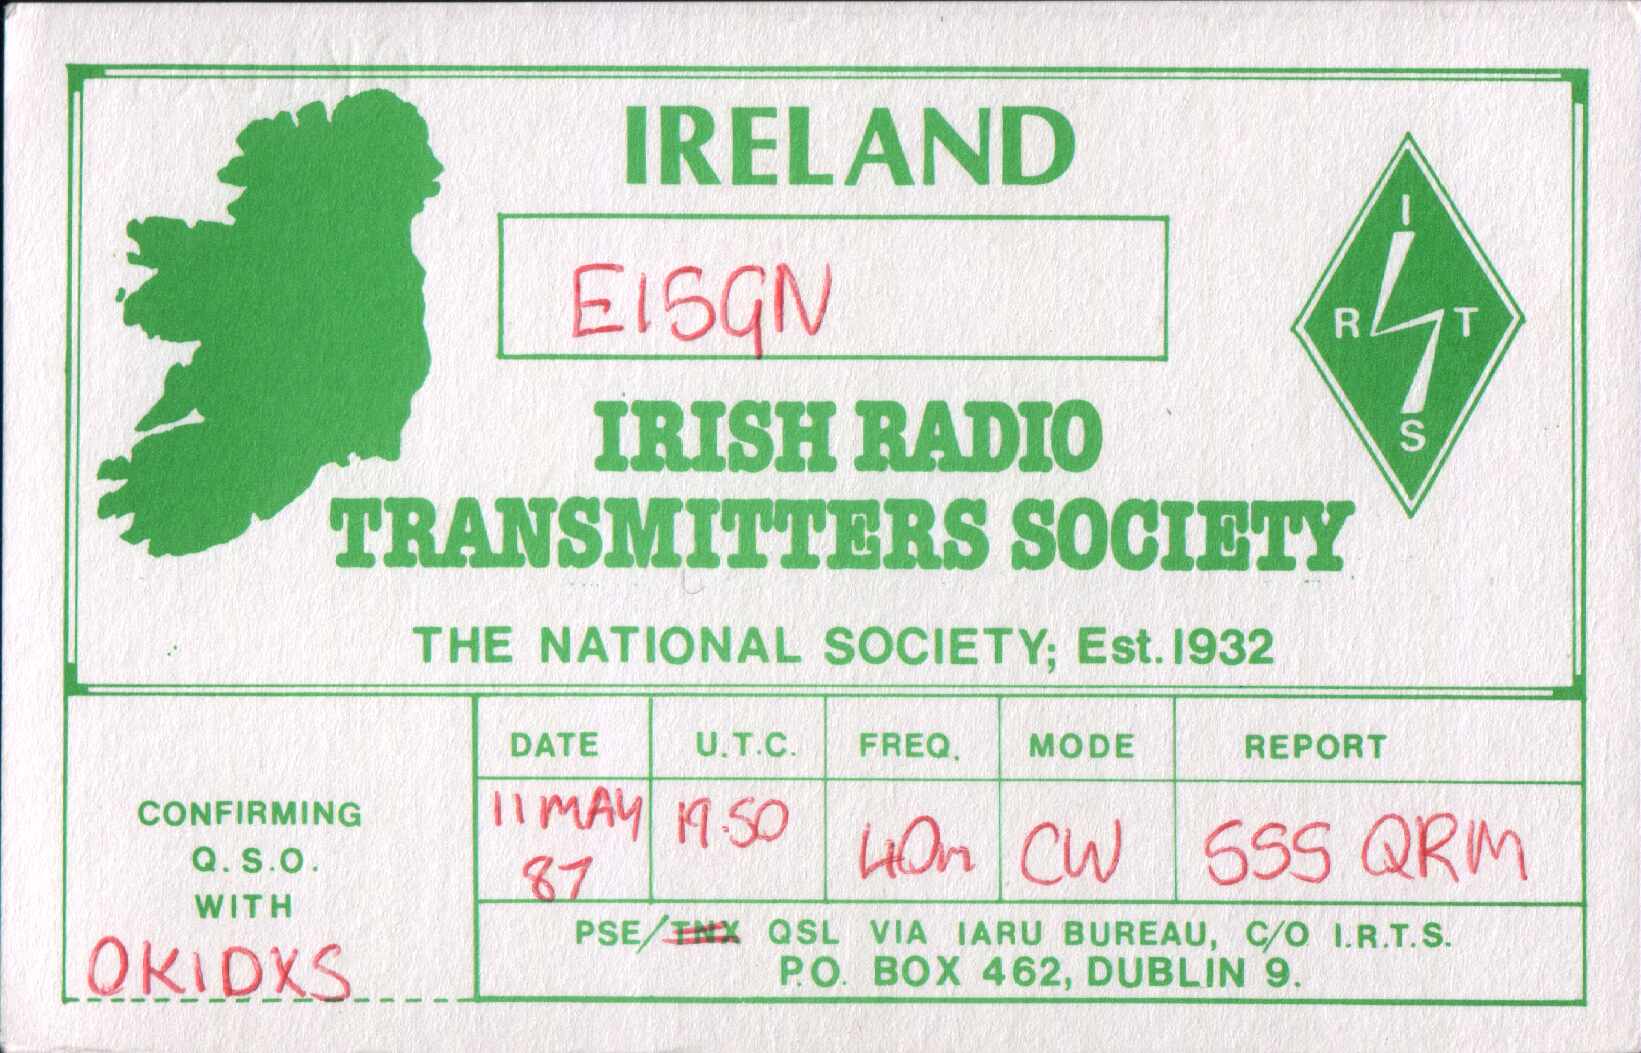 IRELAND
EI5GN
I
R T
S
IRISH RADIO
TRANSMITTERS SOCIETY
THE NATIONAL SOCIETY; Est. 1932
DATE U.T.C. FREQ. MODE REPORT
11 MAY 87 19.50 40m CW 555 QRM
CONFIRMING
Q.S.O.
WITH
OK1DXS
PSE/TNX QSL VIA IARU BUREAU, C/O I.R.T.S.
P.O. BOX 462, DUBLIN 9.